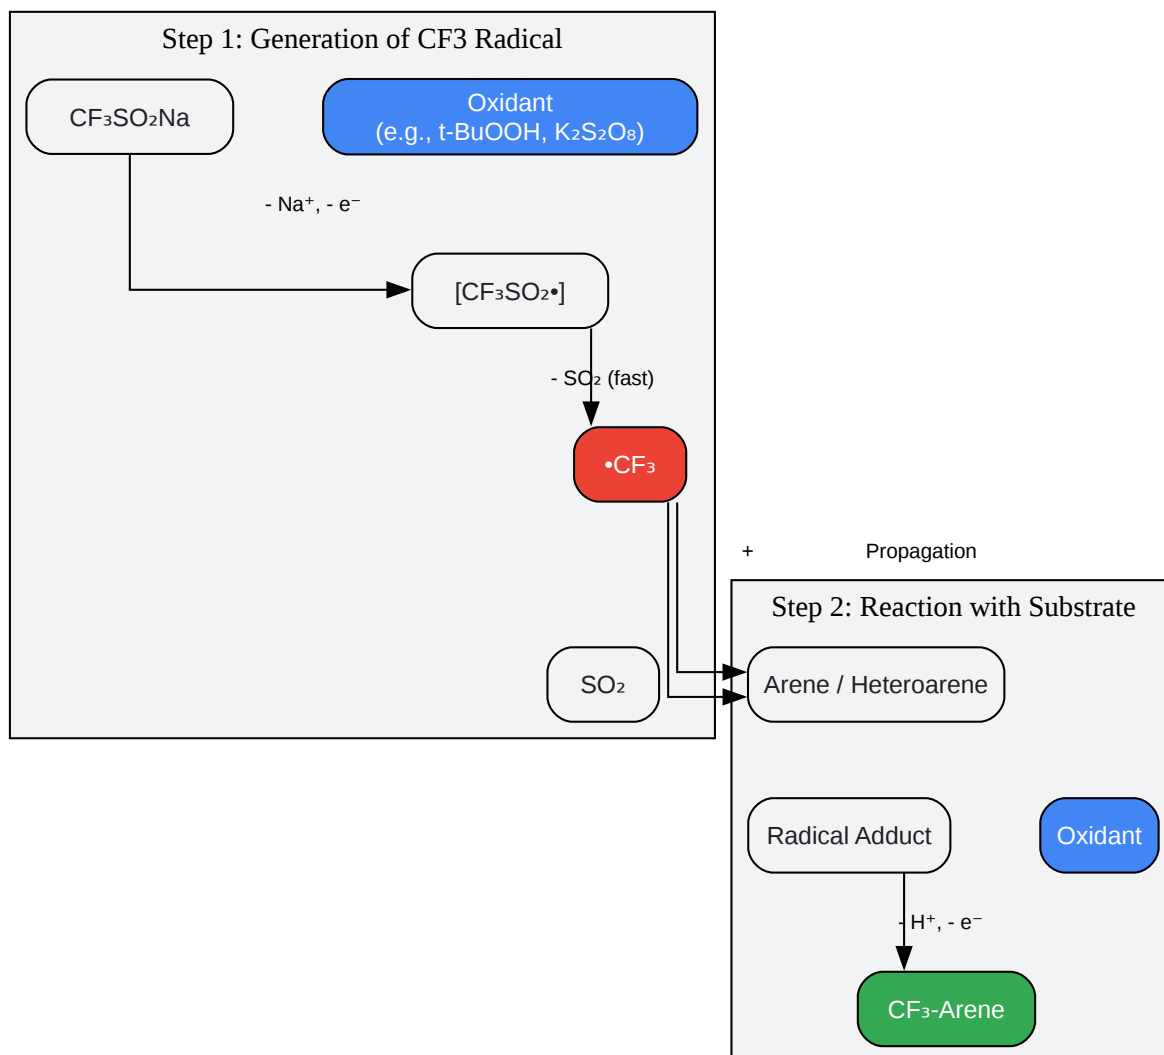 Step 1: Generation of CF3 Radical
CF₃SO₂Na
Oxidant
(e.g., t-BuOOH, K₂S₂O₈)
- Na⁺, - e⁻
[CF₃SO₂•]
- SO₂ (fast)
•CF₃
SO₂
+
Propagation
Step 2: Reaction with Substrate
Arene / Heteroarene
Radical Adduct
Oxidant
- H⁺, - e⁻
CF₃-Arene